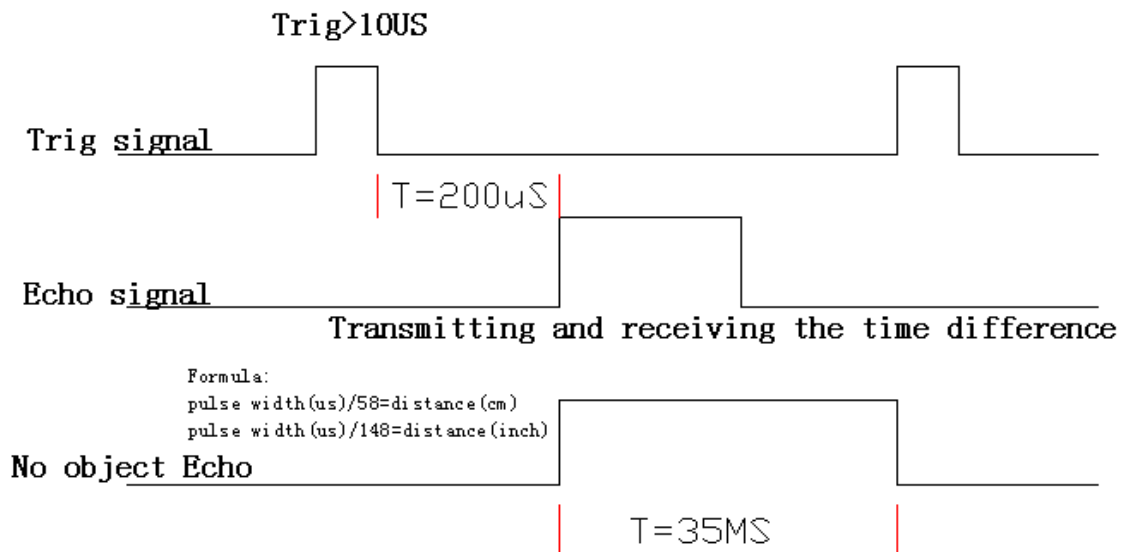 Trig>10US
Trig signal
T=200uS
Echo signal
Transmitting and receiving the time difference
Formula:
pulse width(us)/58=distance(cm)
pulse width(us)/148=distance(inch)
No object Echo
T=35MS